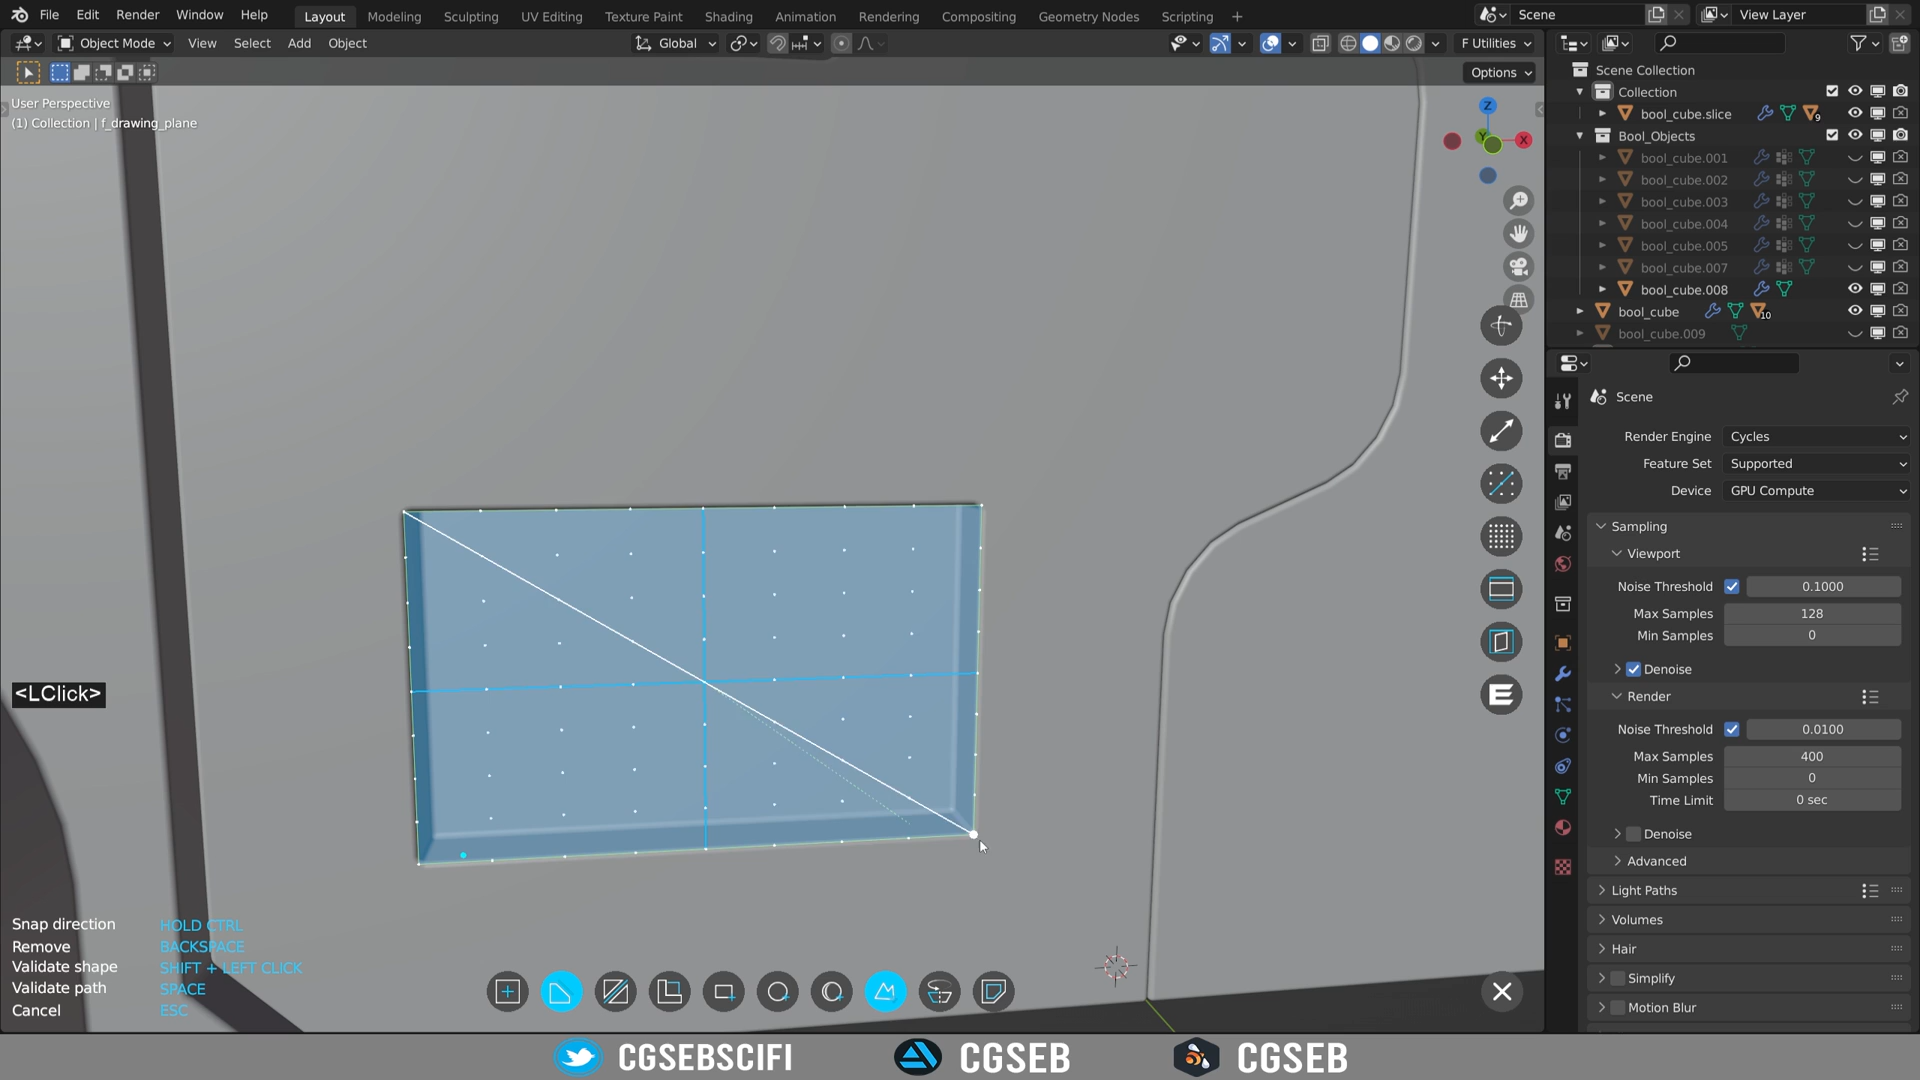 File Edit Render Window Help Layout Modeling Sculpting UV Editing Texture Paint Shading Animation Rendering Compositing Geometry Nodes Scripting + Scene View Layer
Object Mode View Select Add Object Global F Utilities
Options
User Perspective
(1) Collection | f_drawing_plane
Z
Y
X
<LClick>
Snap direction HOLD CTRL
Remove BACKSPACE
Validate shape SHIFT + LEFT CLICK
Validate path SPACE
Cancel ESC
Scene Collection
Collection
bool_cube.slice 9
Bool_Objects
bool_cube.001
bool_cube.002
bool_cube.003
bool_cube.004
bool_cube.005
bool_cube.007
bool_cube.008
bool_cube 10
bool_cube.009
Scene
Render Engine Cycles
Feature Set Supported
Device GPU Compute
Sampling
Viewport
Noise Threshold 0.1000
Max Samples 128
Min Samples 0
Denoise
Render
Noise Threshold 0.0100
Max Samples 400
Min Samples 0
Time Limit 0 sec
Denoise
Advanced
Light Paths
Volumes
Hair
Simplify
Motion Blur
CGSEBSCIFI CGSEB CGSEB